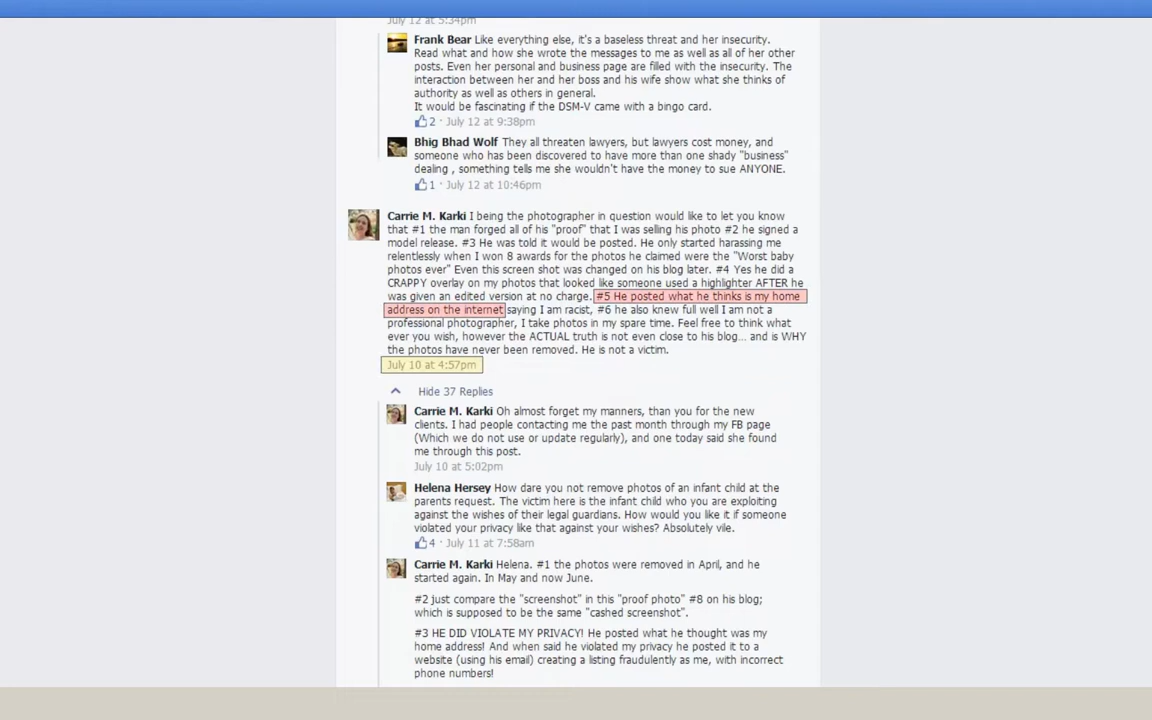 July 12 at 5:34pm
Frank Bear Like everything else, it's a baseless threat and her insecurity.
Read what and how she wrote the messages to me as well as all of her other
posts. Even her personal and business page are filled with the insecurity. The
interaction between her and her boss and his wife show what she thinks of
authority as well as others in general.
It would be fascinating if the DSM-V came with a bingo card.
2 · July 12 at 9:38pm
Bhig Bhad Wolf They all threaten lawyers, but lawyers cost money, and
someone who has been discovered to have more than one shady "business"
dealing , something tells me she wouldn't have the money to sue ANYONE.
1 · July 12 at 10:46pm
Carrie M. Karki I being the photographer in question would like to let you know
that #1 the man forged all of his "proof" that I was selling his photo #2 he signed a
model release. #3 He was told it would be posted. He only started harassing me
relentlessly when I won 8 awards for the photos he claimed were the "Worst baby
photos ever" Even this screen shot was changed on his blog later. #4 Yes he did a
CRAPPY overlay on my photos that looked like someone used a highlighter AFTER he
was given an edited version at no charge. #5 He posted what he thinks is my home
address on the internet saying I am racist, #6 he also knew full well I am not a
professional photographer, I take photos in my spare time. Feel free to think what
ever you wish, however the ACTUAL truth is not even close to his blog... and is WHY
the photos have never been removed. He is not a victim.
July 10 at 4:57pm
Hide 37 Replies
Carrie M. Karki Oh almost forget my manners, than you for the new
clients. I had people contacting me the past month through my FB page
(Which we do not use or update regularly), and one today said she found
me through this post.
July 10 at 5:02pm
Helena Hersey How dare you not remove photos of an infant child at the
parents request. The victim here is the infant child who you are exploiting
against the wishes of their legal guardians. How would you like it if someone
violated your privacy like that against your wishes? Absolutely vile.
4 · July 11 at 7:58am
Carrie M. Karki Helena. #1 the photos were removed in April, and he
started again. In May and now June.
#2 just compare the "screenshot" in this "proof photo" #8 on his blog;
which is supposed to be the same "cashed screenshot".
#3 HE DID VIOLATE MY PRIVACY! He posted what he thought was my
home address! And when said he violated my privacy he posted it to a
website (using his email) creating a listing fraudulently as me, with incorrect
phone numbers!